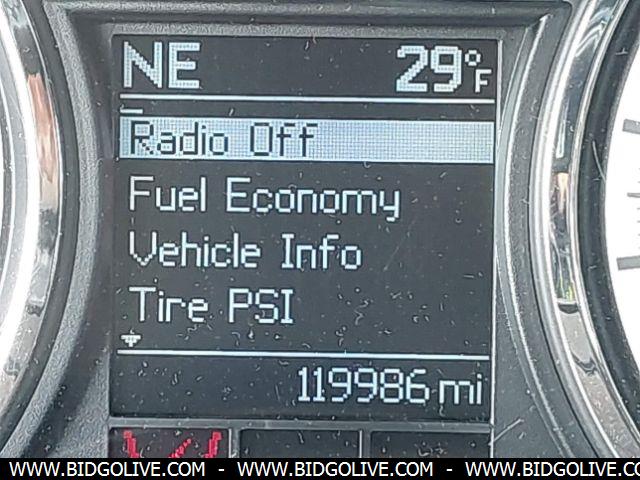 NE 29°F
Radio Off
Fuel Economy
Vehicle Info
Tire PSI
119986 mi
WWW.BIDGOLIVE.COM - WWW.BIDGOLIVE.COM - WWW.BIDGOLIVE.CO